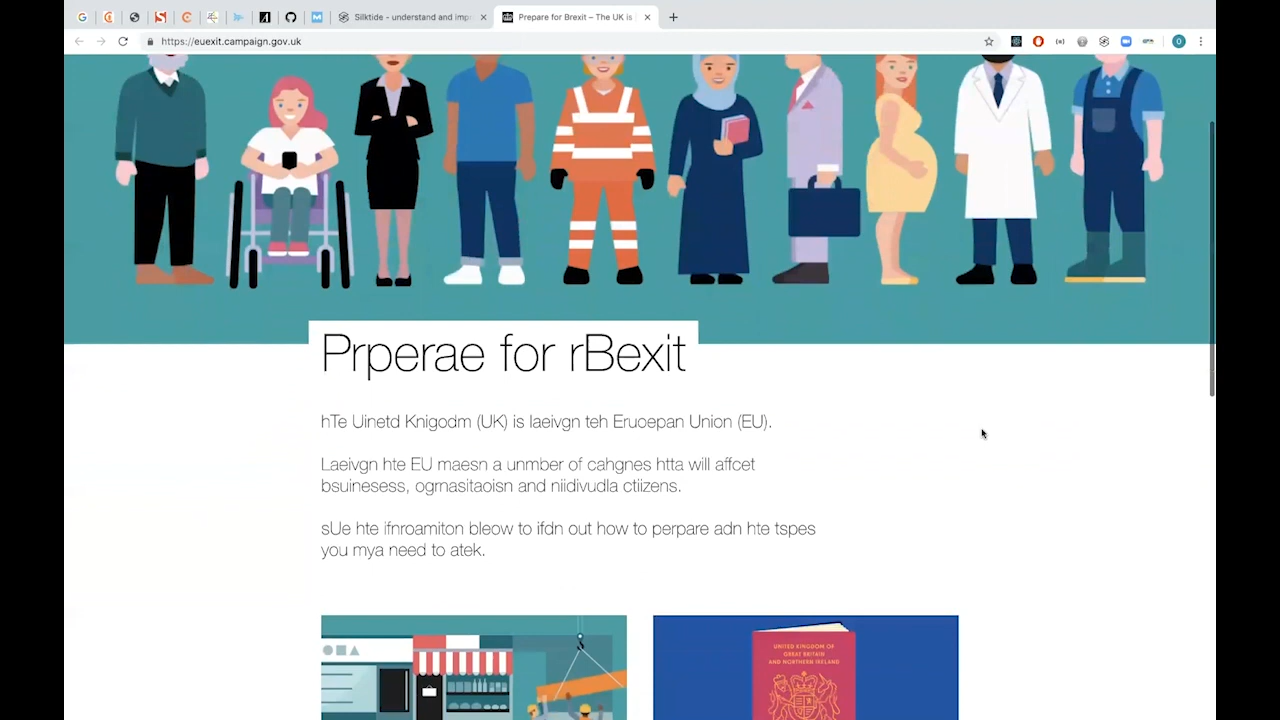 Silktide - understand and impo
Prepare for Brexit – The UK is
https://euexit.campaign.gov.uk
Prperae for rBexit
hTe Uinetd Knigodm (UK) is laeivgn teh Eruoepan Union (EU).
Laeivgn hte EU maesn a unmber of cahgnes htta will affcet
bsuinesess, ogrnasitaoisn and niidivudla ctiizens.
sUe hte ifnroamiton bleow to ifdn out how to perpare adn hte tspes
you mya need to atek.
UNITED KINGDOM OF
GREAT BRITAIN
AND NORTHERN IRELAND